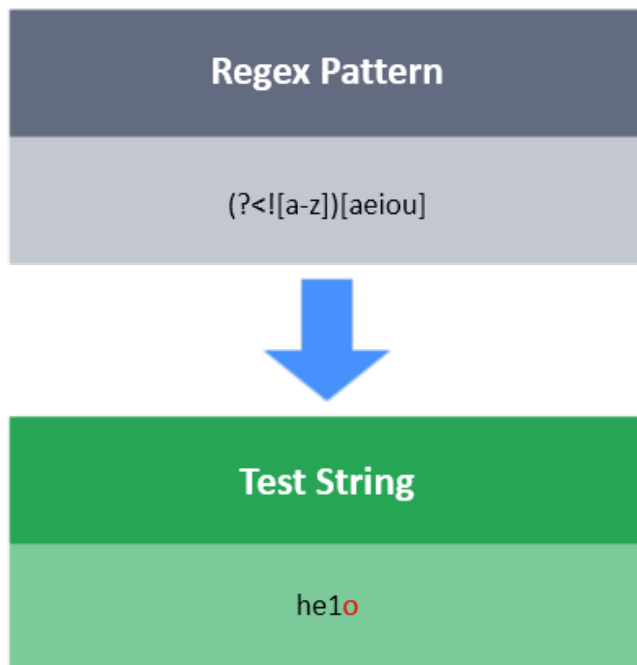 Regex Pattern
(?<![a-z])[aeiou]
Test String
he1o